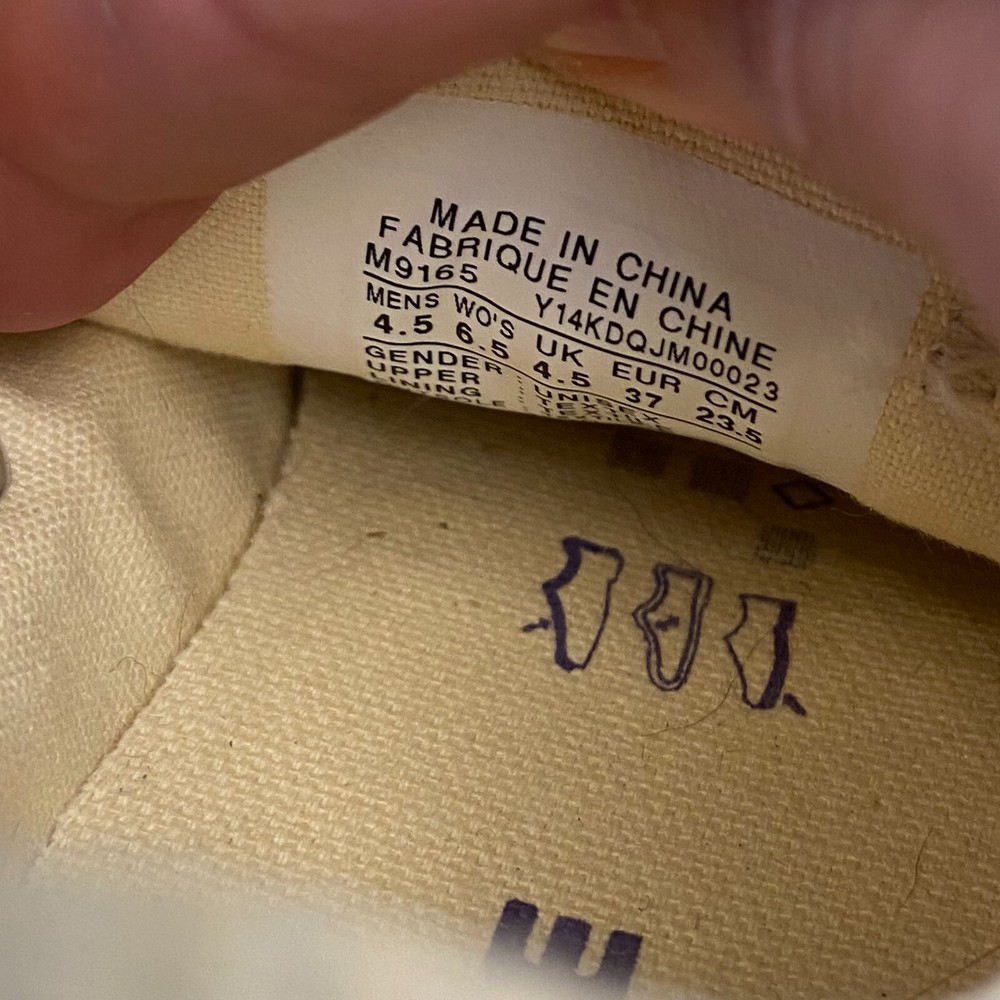 MADE IN CHINA
FABRIQUE EN CHINE
M9165 Y14KDQJM00023
MENS WO'S UK EUR CM
4.5 6.5 4.5 37 23.5
GENDER UNISEX
UPPER
LINING